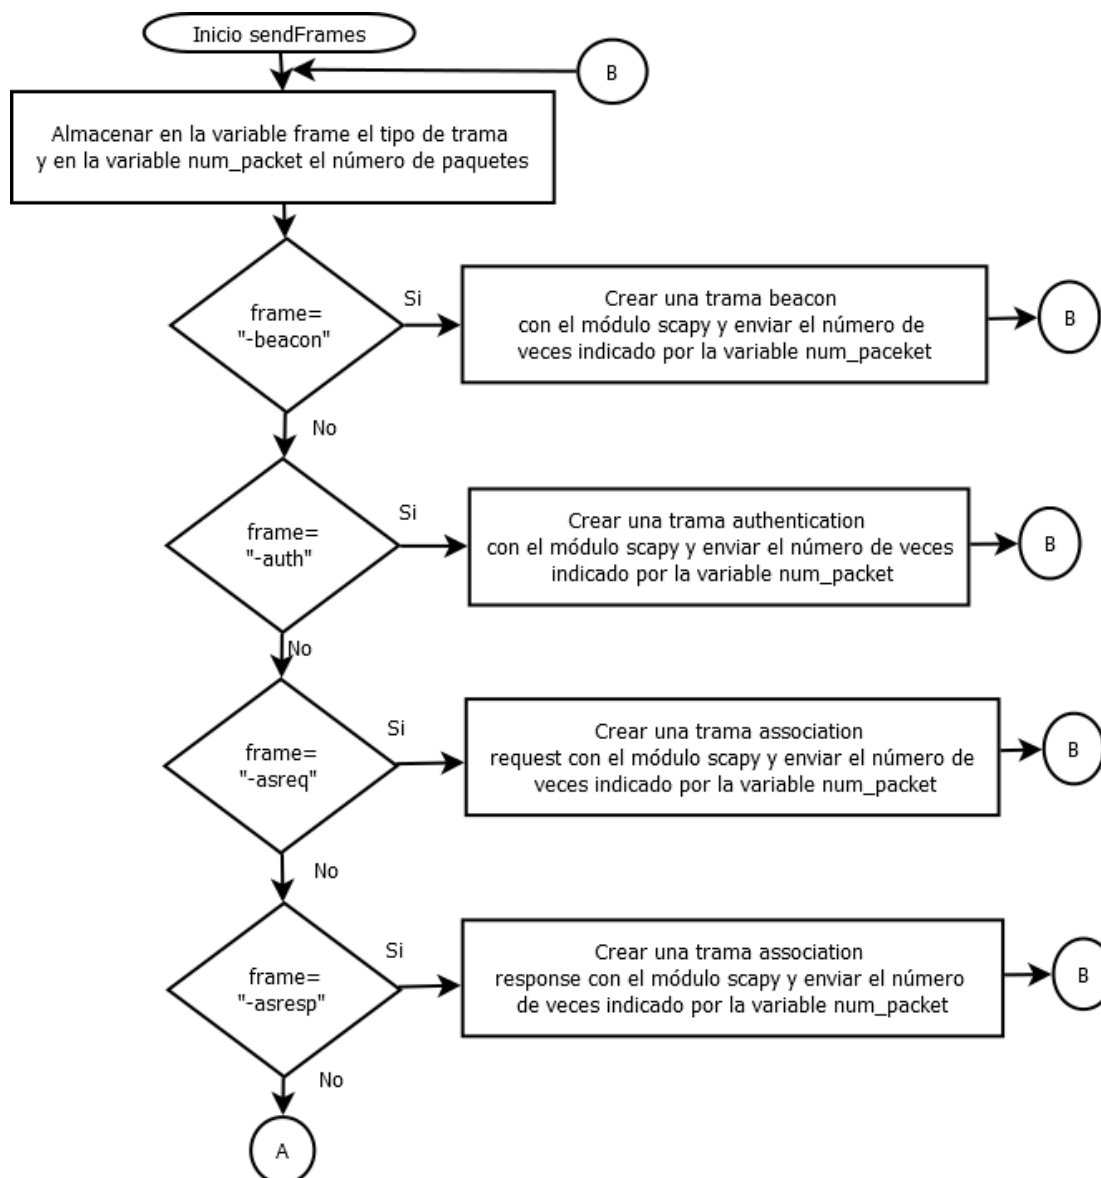 Inicio sendFrames
B
Almacenar en la variable frame el tipo de trama
y en la variable num_packet el número de paquetes
frame=
"-beacon"
Si
Crear una trama beacon
con el módulo scapy y enviar el número de
veces indicado por la variable num_paceket
B
No
frame=
"-auth"
Si
Crear una trama authentication
con el módulo scapy y enviar el número de veces
indicado por la variable num_packet
B
No
frame=
"-asreq"
Si
Crear una trama association
request con el módulo scapy y enviar el número de
veces indicado por la variable num_packet
B
No
frame=
"-asresp"
Si
Crear una trama association
response con el módulo scapy y enviar el número
de veces indicado por la variable num_packet
B
No
A